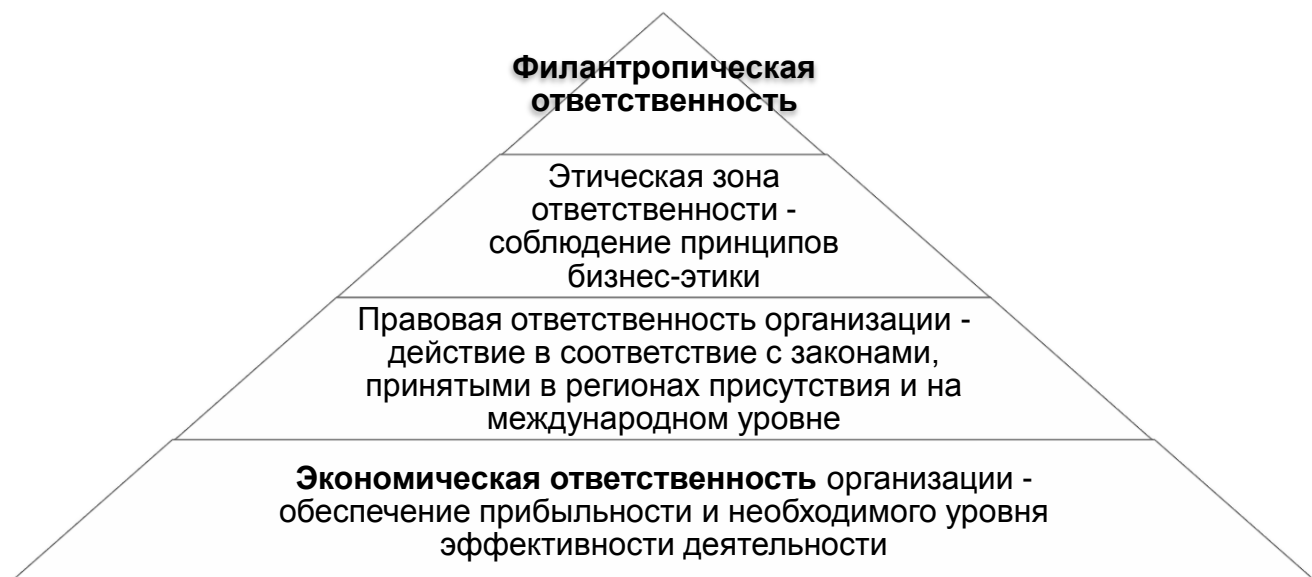 Филантропическая
ответственность
Этическая зона
ответственности -
соблюдение принципов
бизнес-этики
Правовая ответственность организации -
действие в соответствие с законами,
принятыми в регионах присутствия и на
международном уровне
Экономическая ответственность организации -
обеспечение прибыльности и необходимого уровня
эффективности деятельности